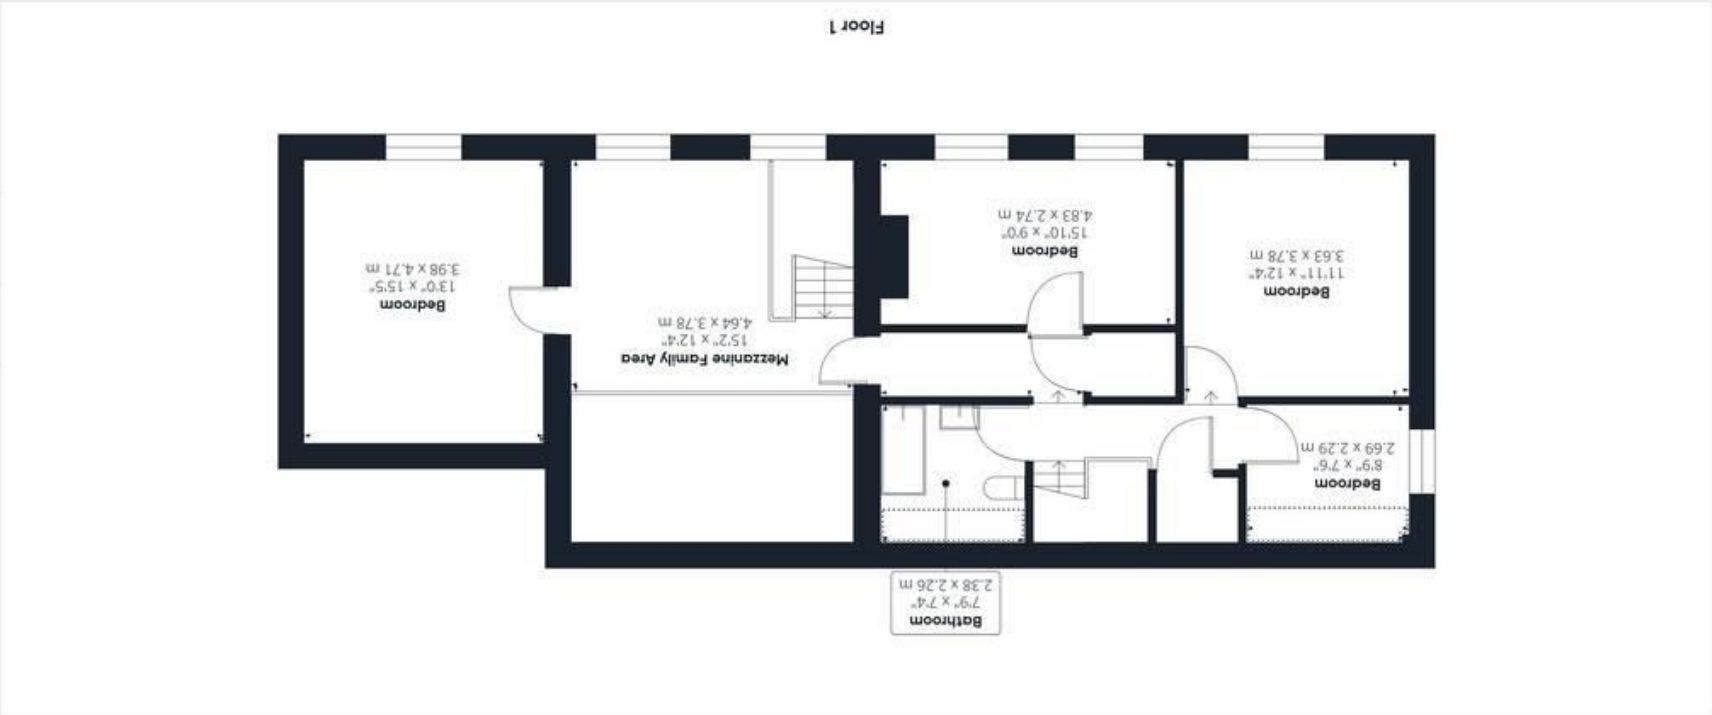 Bathroom
7'9" x 7'4"
2.38 x 2.26 m
Bedroom
8'9" x 7'6"
2.69 x 2.29 m
Mezzanine Family Area
15'2" x 12'4"
4.64 x 3.78 m
Bedroom
13'0" x 15'5"
3.98 x 4.71 m
Bedroom
11'11" x 12'4"
3.63 x 3.78 m
Bedroom
15'10" x 9'0"
4.83 x 2.74 m
Floor 1